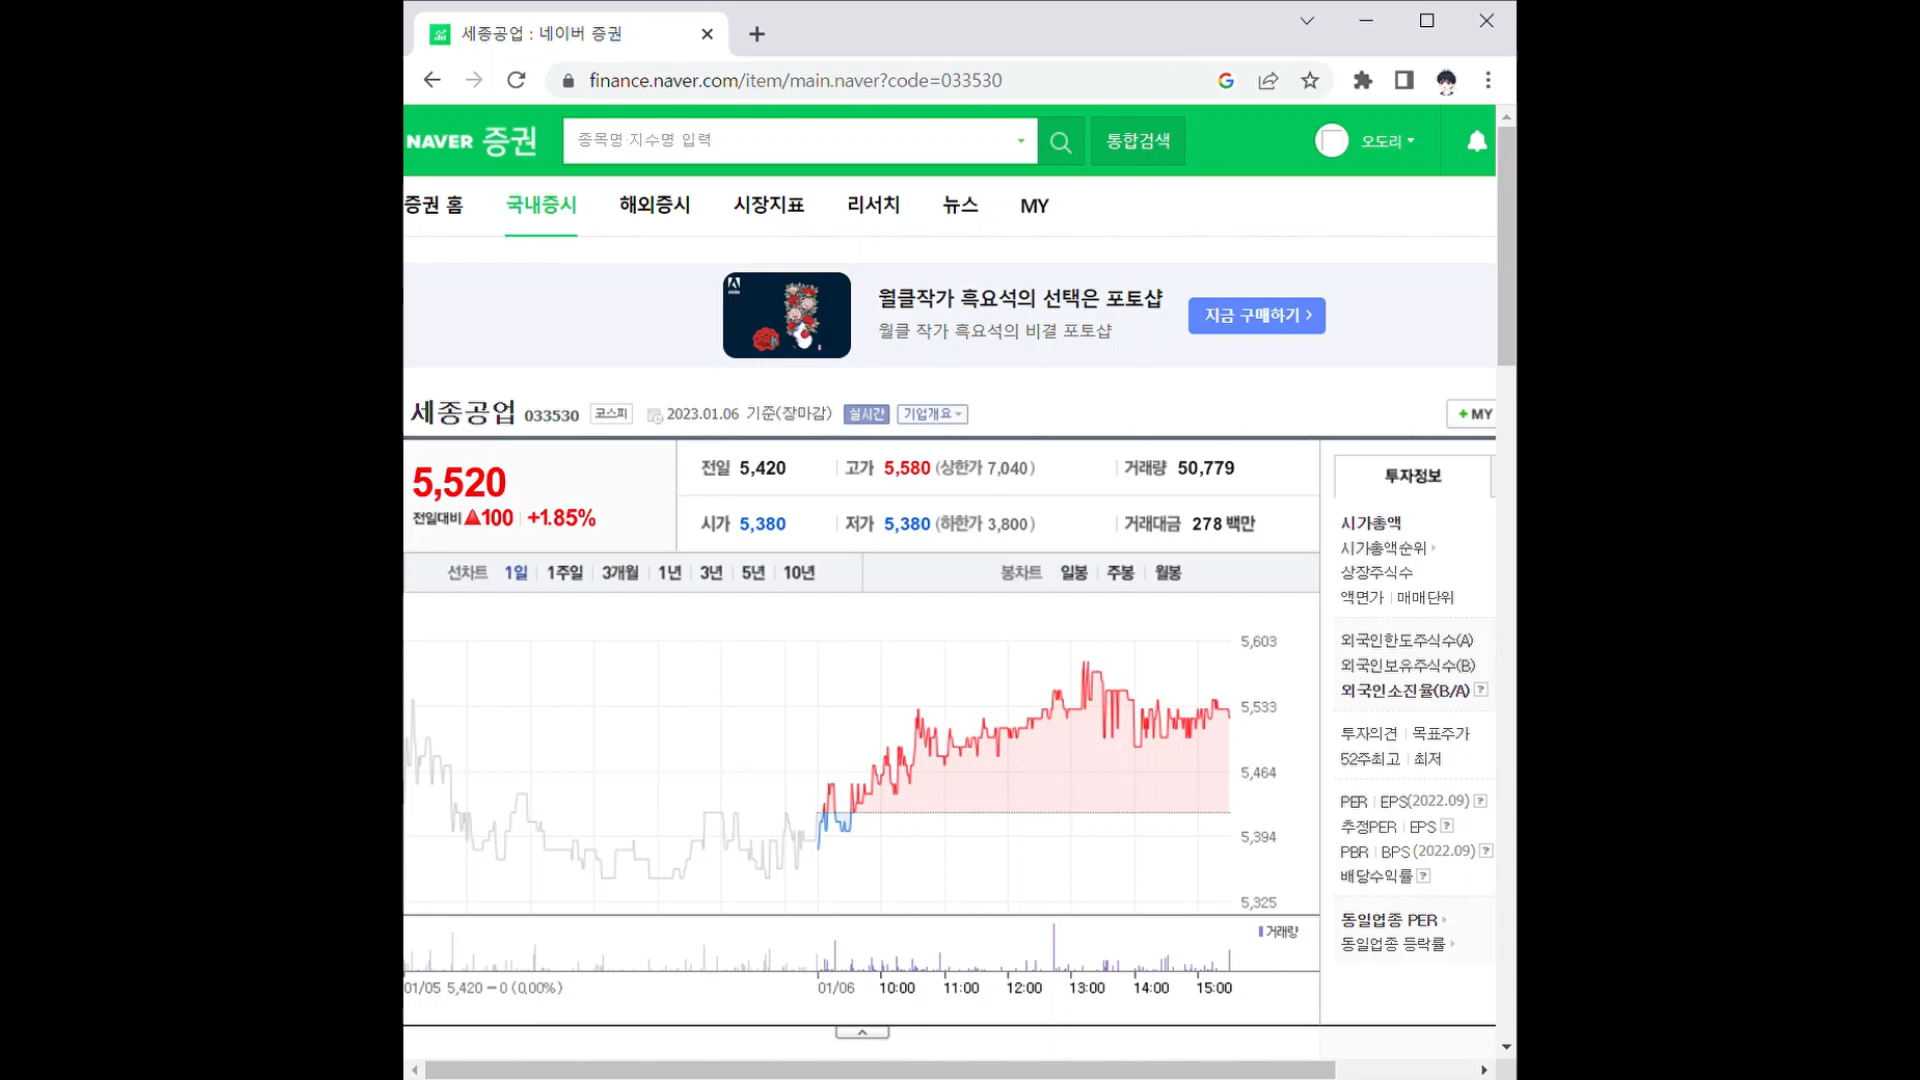 세종공업 : 네이버 증권
finance.naver.com/item/main.naver?code=033530
NAVER 증권 종목명·지수명 입력 통합검색 오도리
증권 홈 국내증시 해외증시 시장지표 리서치 뉴스 MY
월클작가 흑요석의 선택은 포토샵
월클 작가 흑요석의 비결 포토샵
지금 구매하기 >
세종공업 033530 코스피 2023.01.06 기준(장마감) 실시간 기업개요 + MY
5,520
전일대비 ▲100 +1.85%
전일 5,420 고가 5,580 (상한가 7,040) 거래량 50,779
시가 5,380 저가 5,380 (하한가 3,800) 거래대금 278 백만
선차트 1일 1주일 3개월 1년 3년 5년 10년 봉차트 일봉 주봉 월봉
5,603
5,533
5,464
5,394
5,325
거래량
01/05 5,420 - 0 (0.00%) 01/06 10:00 11:00 12:00 13:00 14:00 15:00
투자정보
시가총액
시가총액순위
상장주식수
액면가 | 매매단위
외국인한도주식수(A)
외국인보유주식수(B)
외국인소진율(B/A) ?
투자의견 | 목표주가
52주최고 | 최저
PER | EPS(2022.09) ?
추정PER | EPS ?
PBR | BPS (2022.09) ?
배당수익률 ?
동일업종 PER
동일업종 등락률